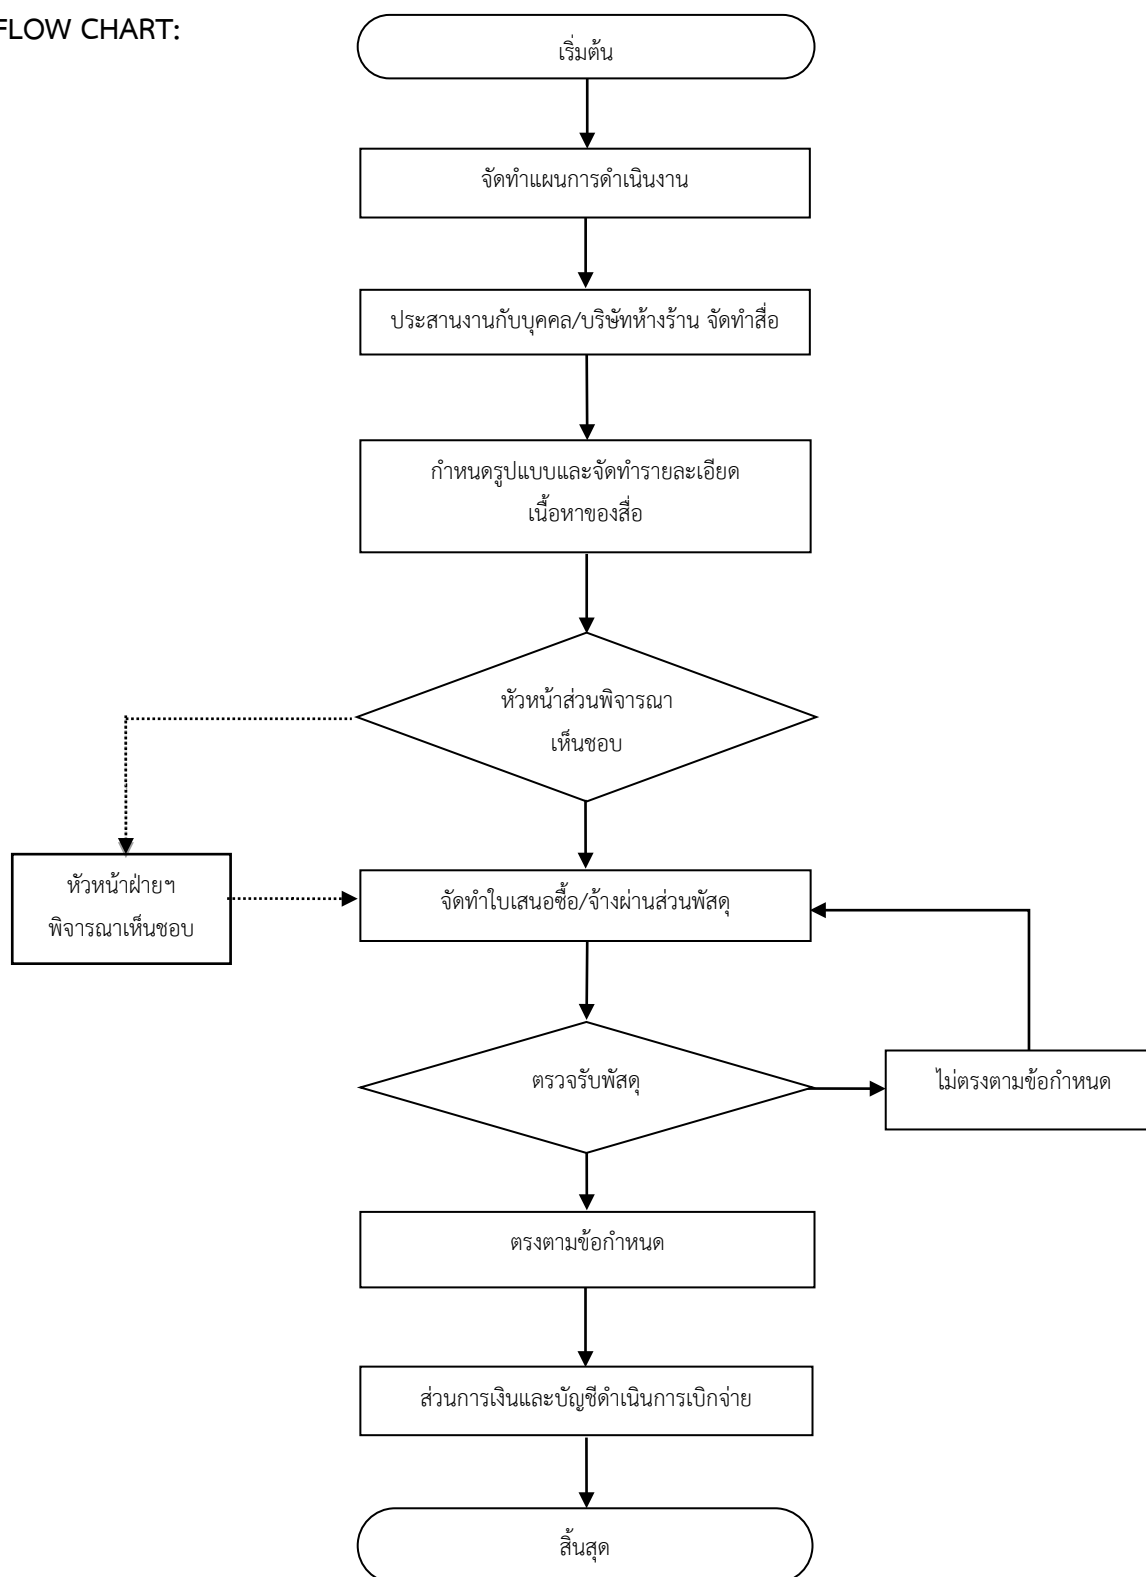 FLOW CHART:
เริ่มต้น
จัดทำแผนการดำเนินงาน
ประสานงานกับบุคคล/บริษัทห้างร้าน จัดทำสื่อ
กำหนดรูปแบบและจัดทำรายละเอียด
เนื้อหาของสื่อ
หัวหน้าส่วนพิจารณา
เห็นชอบ
หัวหน้าฝ่ายฯ
พิจารณาเห็นชอบ
จัดทำใบเสนอซื้อ/จ้างผ่านส่วนพัสดุ
ตรวจรับพัสดุ
ไม่ตรงตามข้อกำหนด
ตรงตามข้อกำหนด
ส่วนการเงินและบัญชีดำเนินการเบิกจ่าย
สิ้นสุด